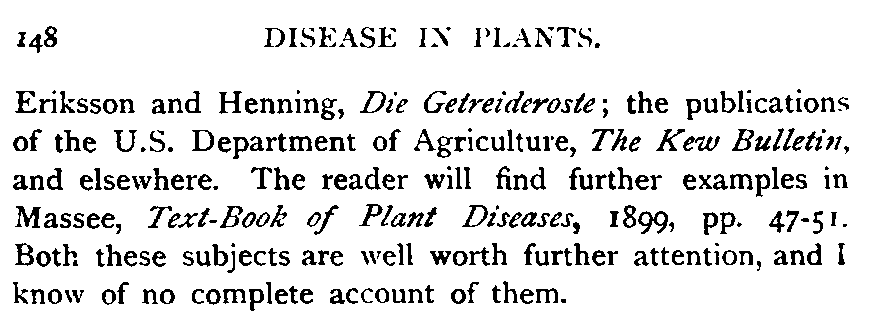 148 DISEASE IN PLANTS.
Eriksson and Henning, Die Getreideroste; the publications
of the U.S. Department of Agriculture, The Kew Bulletin,
and elsewhere. The reader will find further examples in
Massee, Text-Book of Plant Diseases, 1899, pp. 47-51.
Both these subjects are well worth further attention, and I
know of no complete account of them.